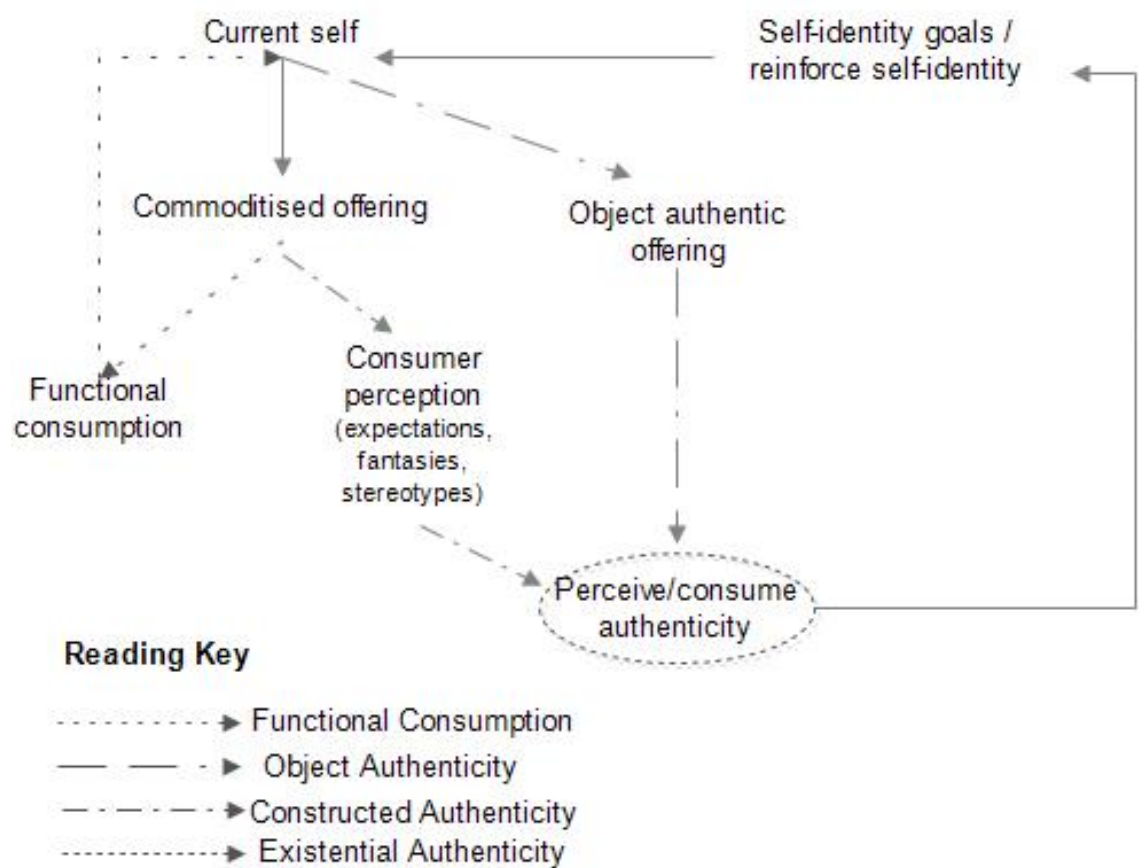 Current self
Self-identity goals /
reinforce self-identity
Commoditised offering
Object authentic
offering
Functional
consumption
Consumer
perception
(expectations,
fantasies,
stereotypes)
Perceive/consume
authenticity
Reading Key
Functional Consumption
Object Authenticity
Constructed Authenticity
Existential Authenticity